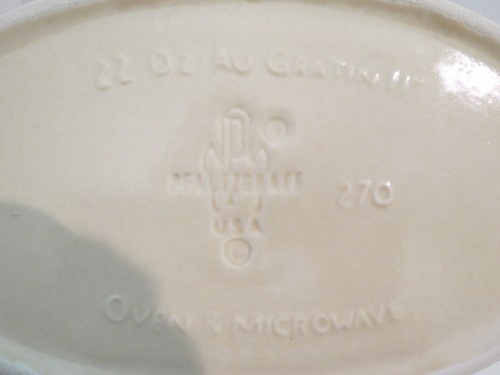 22 OZ AU GRATIN
PFALTZGRAFF
270
USA
©
OVEN & MICROWAVE